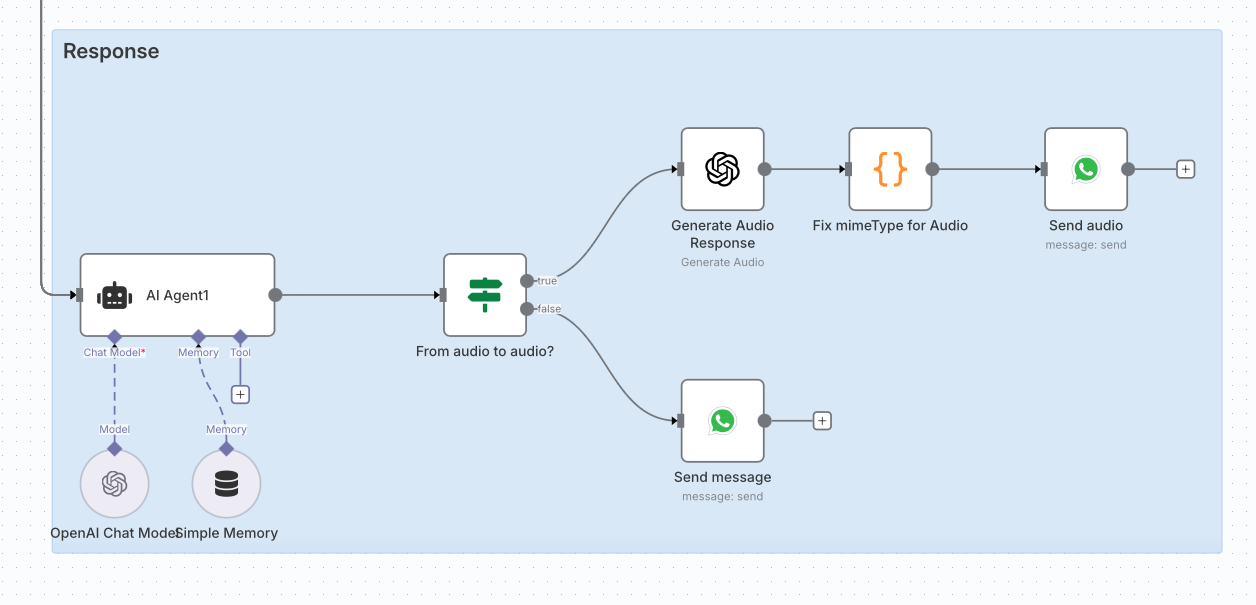 Response
Generate Audio
Response
Generate Audio
Fix mimeType for Audio
Send audio
message: send
AI Agent1
Chat Model*
Memory
Tool
true
false
From audio to audio?
Model
Memory
OpenAI Chat Model
Simple Memory
Send message
message: send